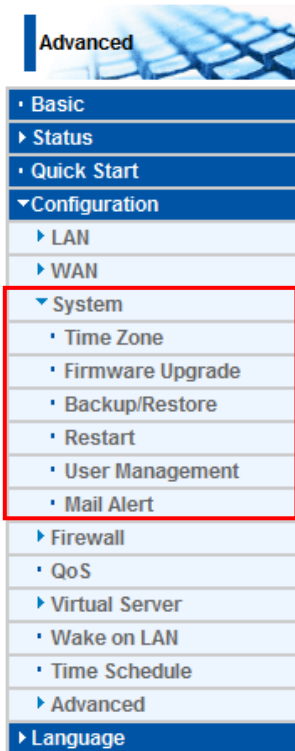 Advanced
Basic
Status
Quick Start
Configuration
LAN
WAN
System
Time Zone
Firmware Upgrade
Backup/Restore
Restart
User Management
Mail Alert
Firewall
QoS
Virtual Server
Wake on LAN
Time Schedule
Advanced
Language